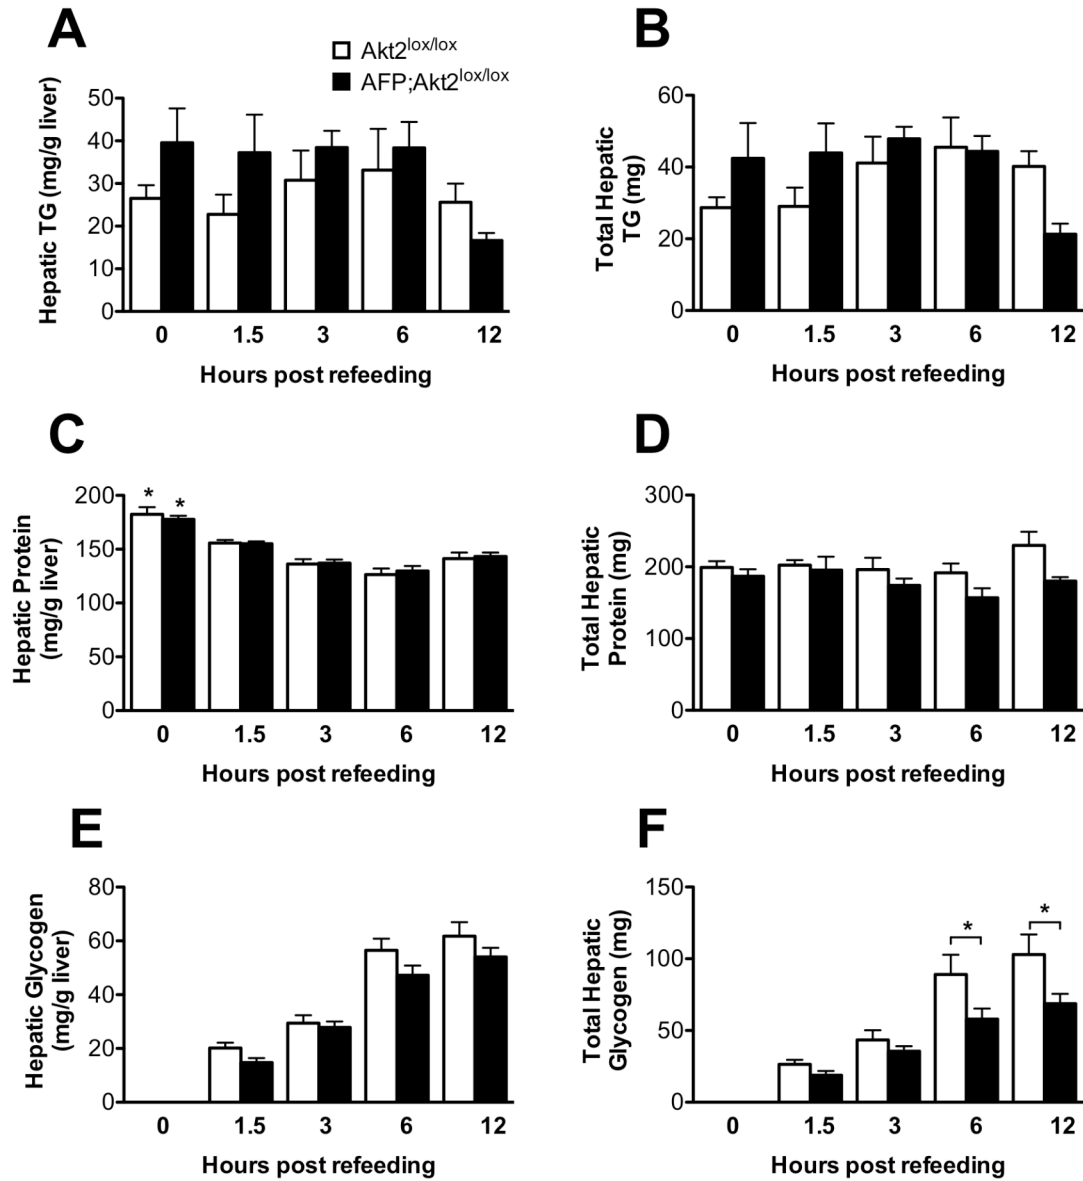 A
Akt2lox/lox
AFP;Akt2lox/lox
Hepatic TG (mg/g liver)
50
40
30
20
10
0
0 1.5 3 6 12
Hours post refeeding
B
Total Hepatic
TG (mg)
60
40
20
0
0 1.5 3 6 12
Hours post refeeding
C
Hepatic Protein
(mg/g liver)
200
150
100
50
0
* *
0 1.5 3 6 12
Hours post refeeding
D
Total Hepatic
Protein (mg)
300
200
100
0
0 1.5 3 6 12
Hours post refeeding
E
Hepatic Glycogen
(mg/g liver)
80
60
40
20
0
0 1.5 3 6 12
Hours post refeeding
F
Total Hepatic
Glycogen (mg)
150
100
50
0
* *
0 1.5 3 6 12
Hours post refeeding